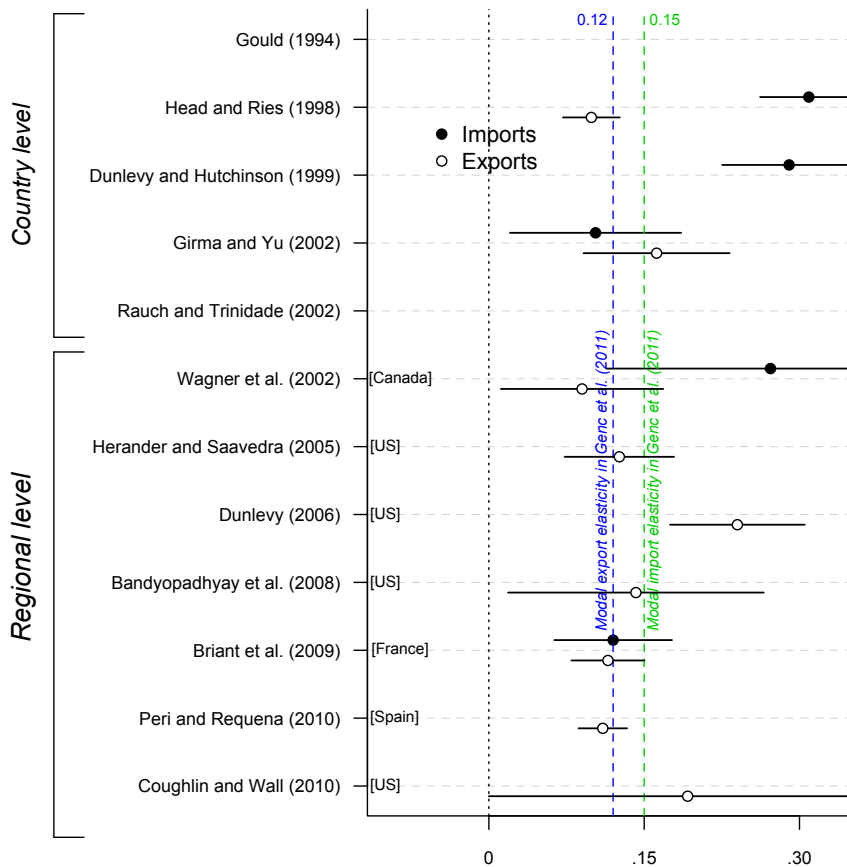 0.12 0.15
Country level
Gould (1994)
Head and Ries (1998)
Imports
Exports
Dunlevy and Hutchinson (1999)
Girma and Yu (2002)
Rauch and Trinidade (2002)
Regional level
Wagner et al. (2002) [Canada]
Herander and Saavedra (2005) [US]
Dunlevy (2006) [US]
Bandyopadhyay et al. (2008) [US]
Briant et al. (2009) [France]
Peri and Requena (2010) [Spain]
Coughlin and Wall (2010) [US]
Modal export elasticity in Genc et al. (2011)
Modal import elasticity in Genc et al. (2011)
0 .15 .30